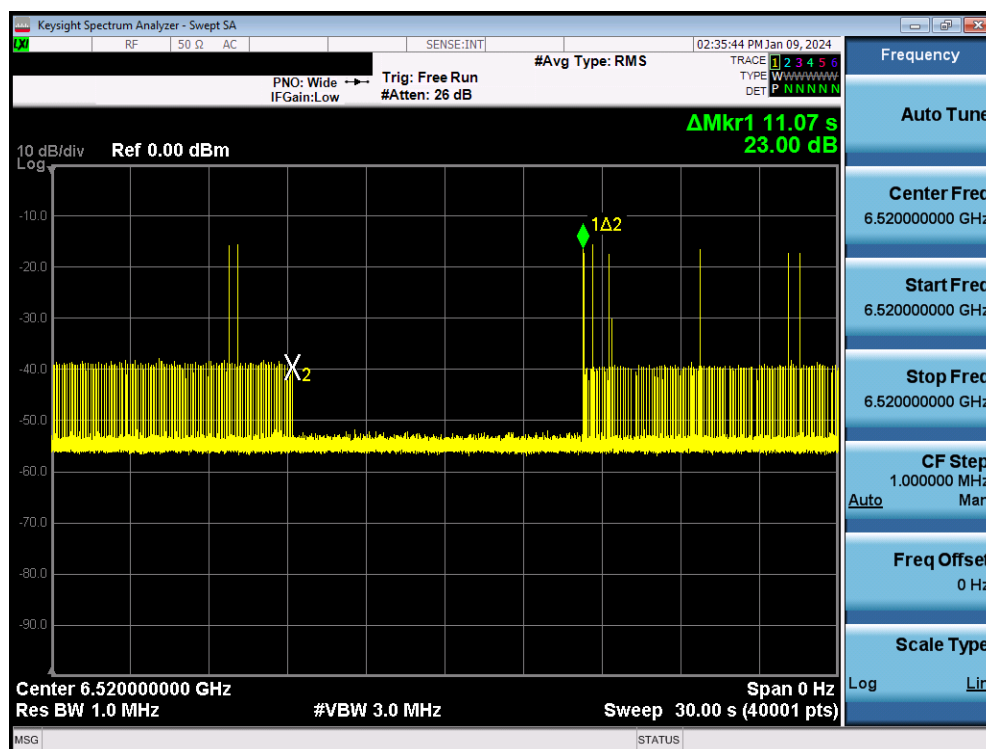 Keysight Spectrum Analyzer - Swept SA
LXI RF 50 Ω AC SENSE:INT 02:35:44 PM Jan 09, 2024
Frequency
#Avg Type: RMS
TRACE 1 2 3 4 5 6
TYPE WWWWWW
DET P N N N N N
PNO: Wide
IFGain:Low
Trig: Free Run
#Atten: 26 dB
Auto Tune
ΔMkr1 11.07 s
23.00 dB
10 dB/div
Log
Ref 0.00 dBm
Center Freq
6.520000000 GHz
-10.0
1Δ2
-20.0
Start Freq
6.520000000 GHz
-30.0
-40.0
2
Stop Freq
6.520000000 GHz
-50.0
-60.0
CF Step
1.000000 MHz
Auto Man
-70.0
-80.0
Freq Offset
0 Hz
-90.0
Scale Type
Log Lin
Center 6.520000000 GHz
Span 0 Hz
Res BW 1.0 MHz
#VBW 3.0 MHz
Sweep 30.00 s (40001 pts)
MSG
STATUS